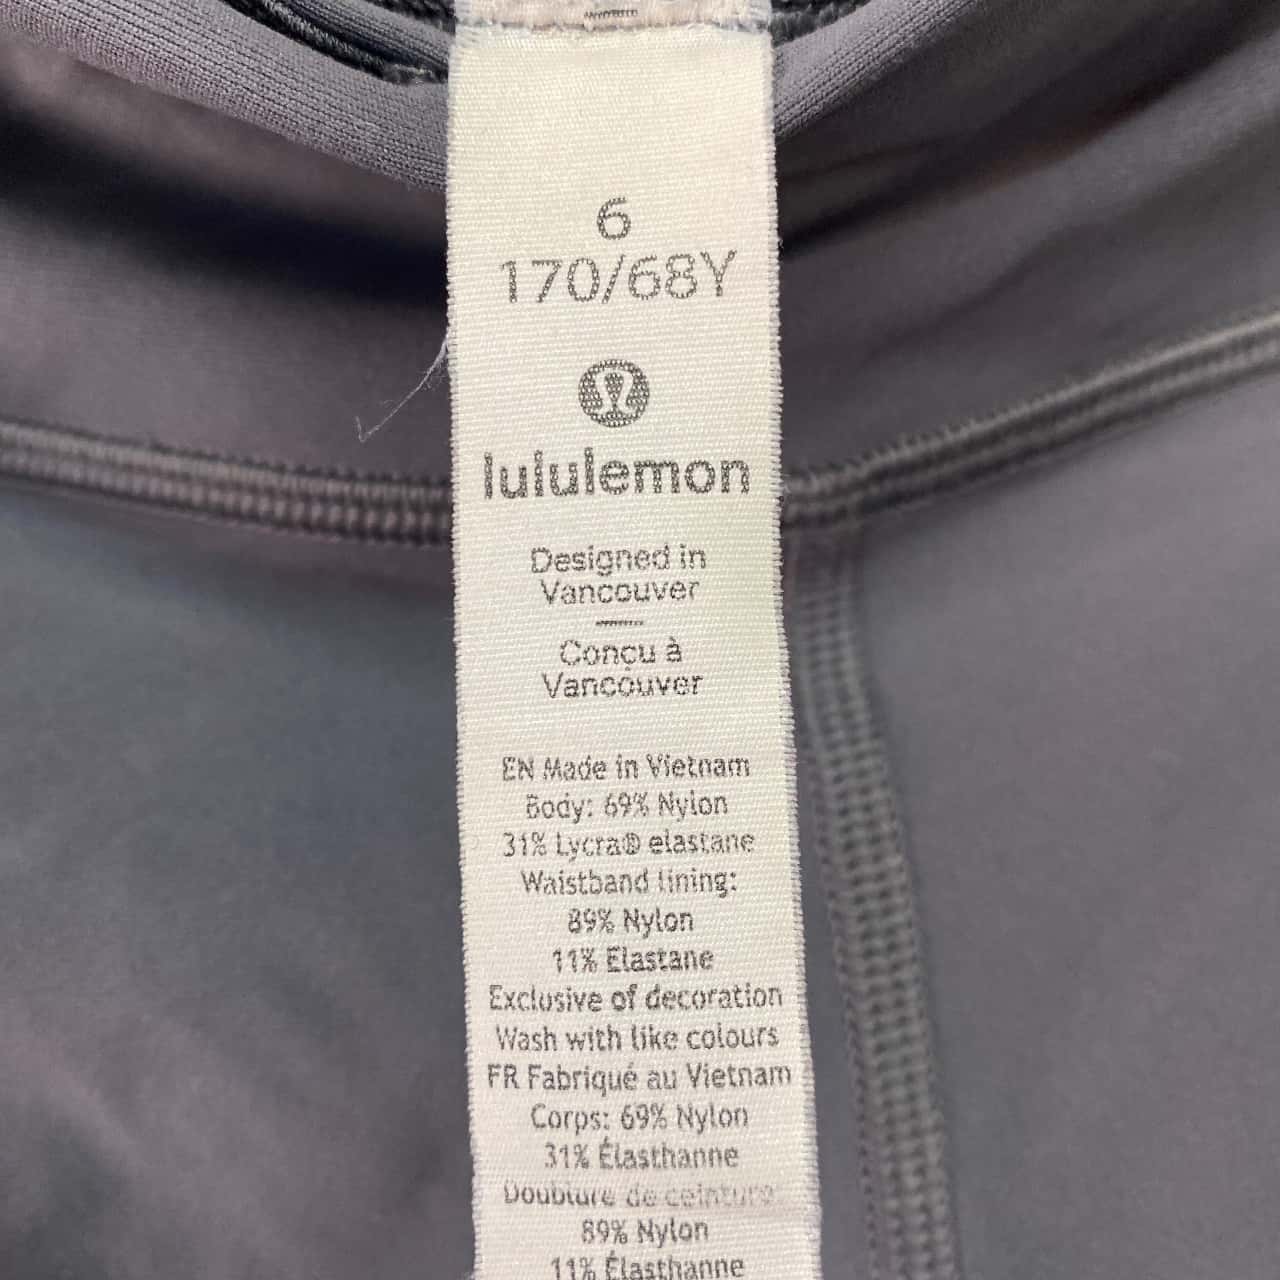 6
170/68Y
lululemon
Designed in
Vancouver
Conçu à
Vancouver
EN Made in Vietnam
Body: 69% Nylon
31% Lycra® elastane
Waistband lining:
89% Nylon
11% Elastane
Exclusive of decoration
Wash with like colours
FR Fabriqué au Vietnam
Corps: 69% Nylon
31% Élasthanne
Doublure de ceinture:
89% Nylon
11% Élasthanne